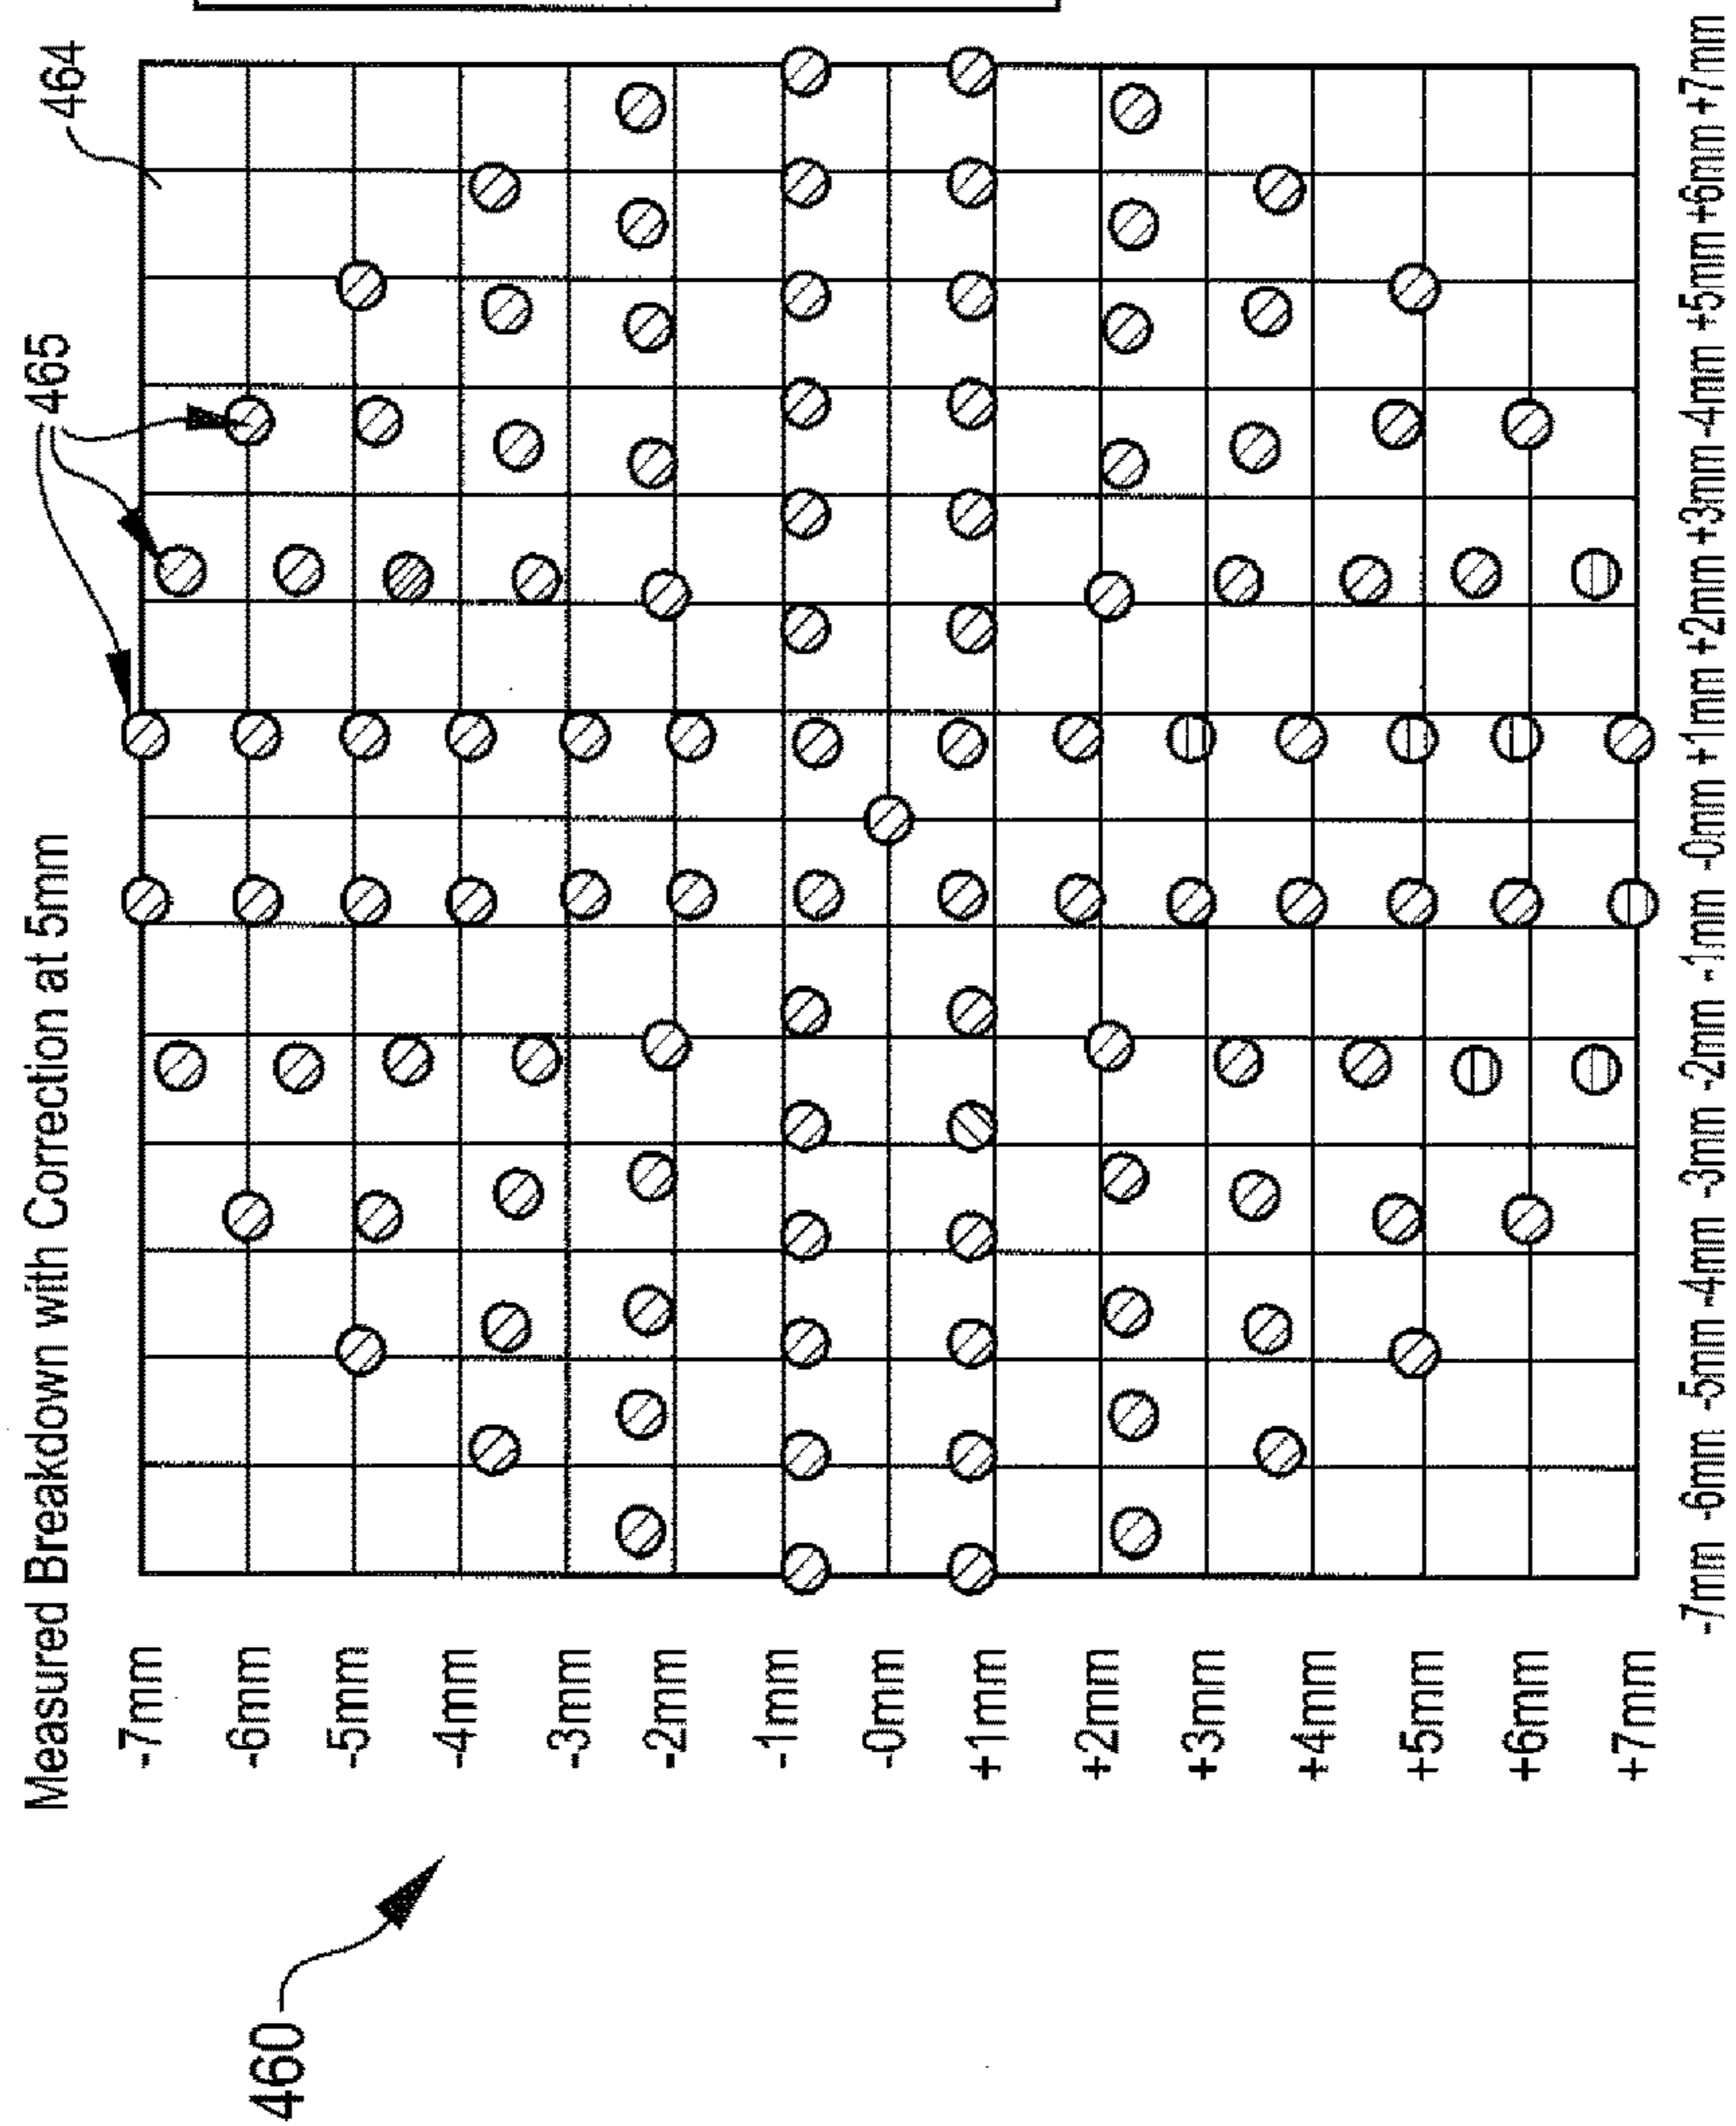 Measured Breakdown with Correction at 5mm
465
464
-7mm
-6mm
-5mm
-4mm
-3mm
-2mm
-1mm
-0mm
+1mm
+2mm
+3mm
+4mm
+5mm
+6mm
+7mm
-7mm -6mm -5mm -4mm -3mm -2mm -1mm -0mm +1mm +2mm +3mm -4mm +5mm +6mm +7mm
460